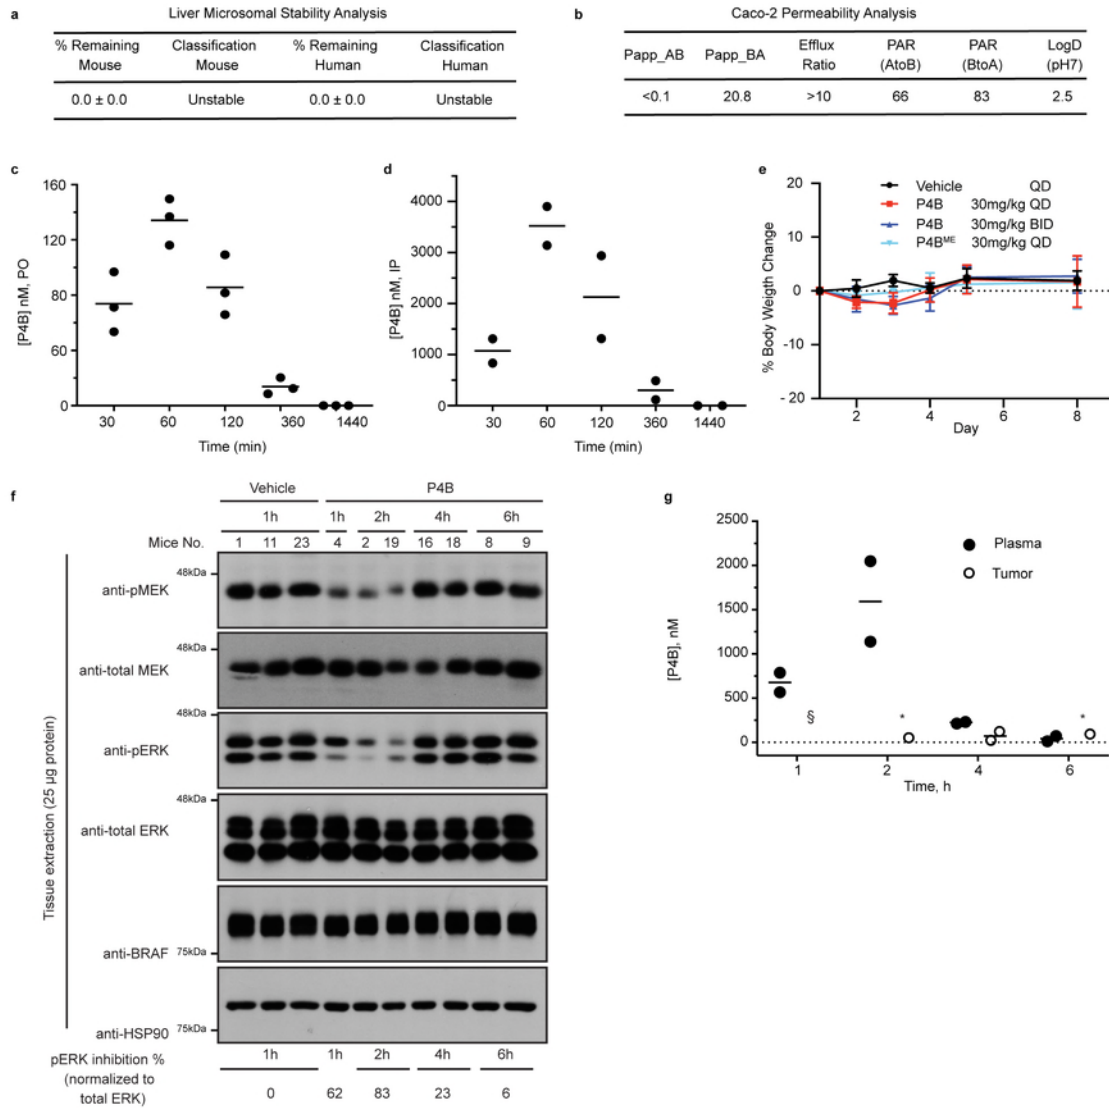 a
Liver Microsomal Stability Analysis
% Remaining Mouse Classification Mouse % Remaining Human Classification Human
0.0 ± 0.0 Unstable 0.0 ± 0.0 Unstable
b
Caco-2 Permeability Analysis
Papp_AB Papp_BA Efflux Ratio PAR (AtoB) PAR (BtoA) LogD (pH7)
<0.1 20.8 >10 66 83 2.5
c
[P4B] nM, PO
160
120
80
60
0
30 60 120 360 1440
Time (min)
d
[P4B] nM, IP
4000
3000
2000
1000
0
30 60 120 360 1440
Time (min)
e
% Body Weigth Change
20
10
0
-10
-20
Vehicle QD
P4B 30mg/kg QD
P4B 30mg/kg BID
P4BME 30mg/kg QD
2 4 6 8
Day
f
Vehicle P4B
1h 1h 2h 4h 6h
Mice No. 1 11 23 4 2 19 16 18 8 9
Tissue extraction (25 µg protein)
48kDa
anti-pMEK
48kDa
anti-total MEK
48kDa
anti-pERK
48kDa
anti-total ERK
anti-BRAF 75kDa
anti-HSP90 75kDa
1h 1h 2h 4h 6h
pERK inhibition %
(normalized to
total ERK)
0 62 83 23 6
g
[P4B], nM
2500
2000
1500
1000
500
0
Plasma
Tumor
§ * *
1 2 4 6
Time, h